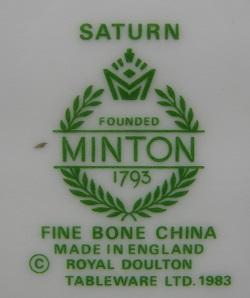 SATURN
FOUNDED
MINTON
1793
FINE BONE CHINA
MADE IN ENGLAND
© ROYAL DOULTON
TABLEWARE LTD. 1983